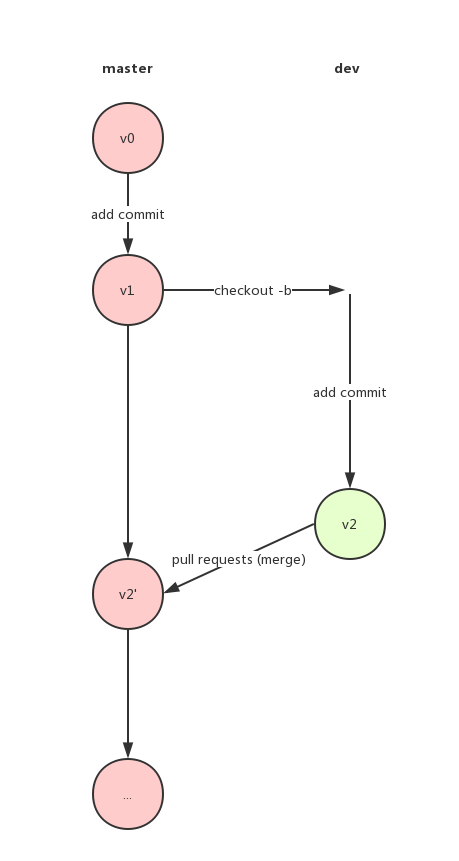 master
dev
v0
add commit
v1
checkout -b
add commit
v2
pull requests (merge)
v2'
...